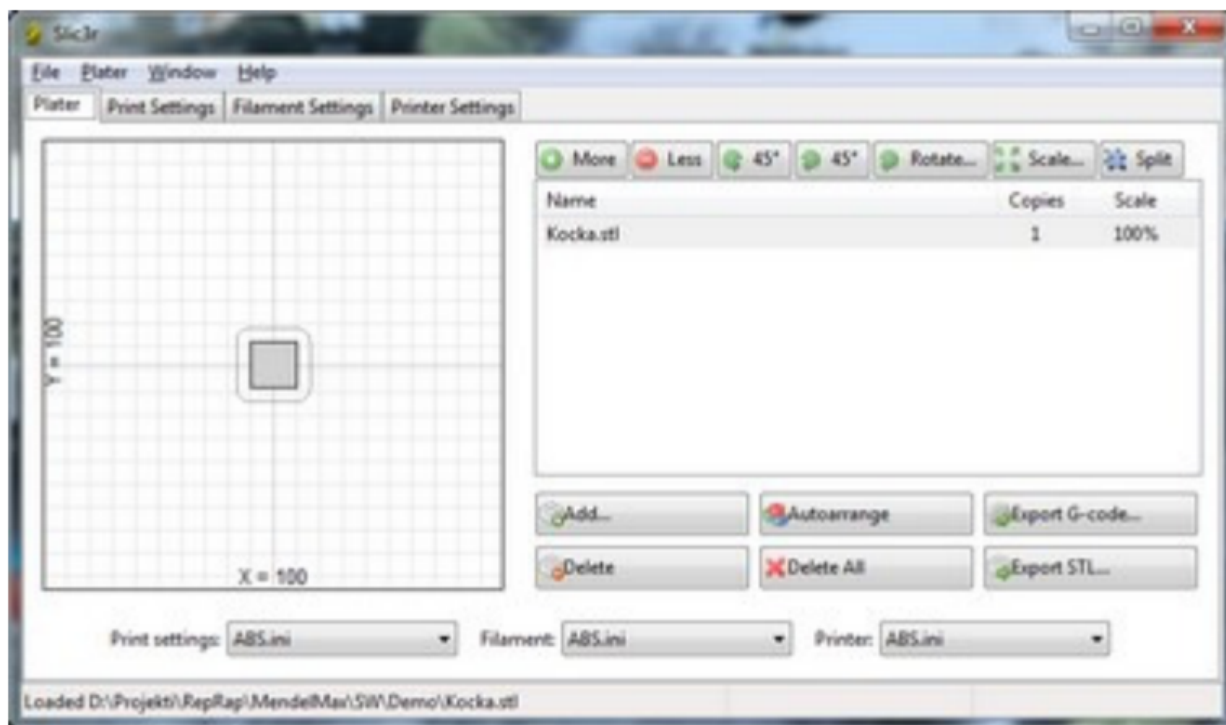 Slic3r
File Plater Window Help
Plater Print Settings Filament Settings Printer Settings
More Less 45° 45° Rotate... Scale... Split
Name Copies Scale
Kocka.stl 1 100%
Y = 100
X = 100
Add... Autoarrange Export G-code...
Delete Delete All Export STL...
Print settings: ABS.ini Filament: ABS.ini Printer: ABS.ini
Loaded D:\Projekti\RepRap\MendelMax\SW\Demo\Kocka.stl